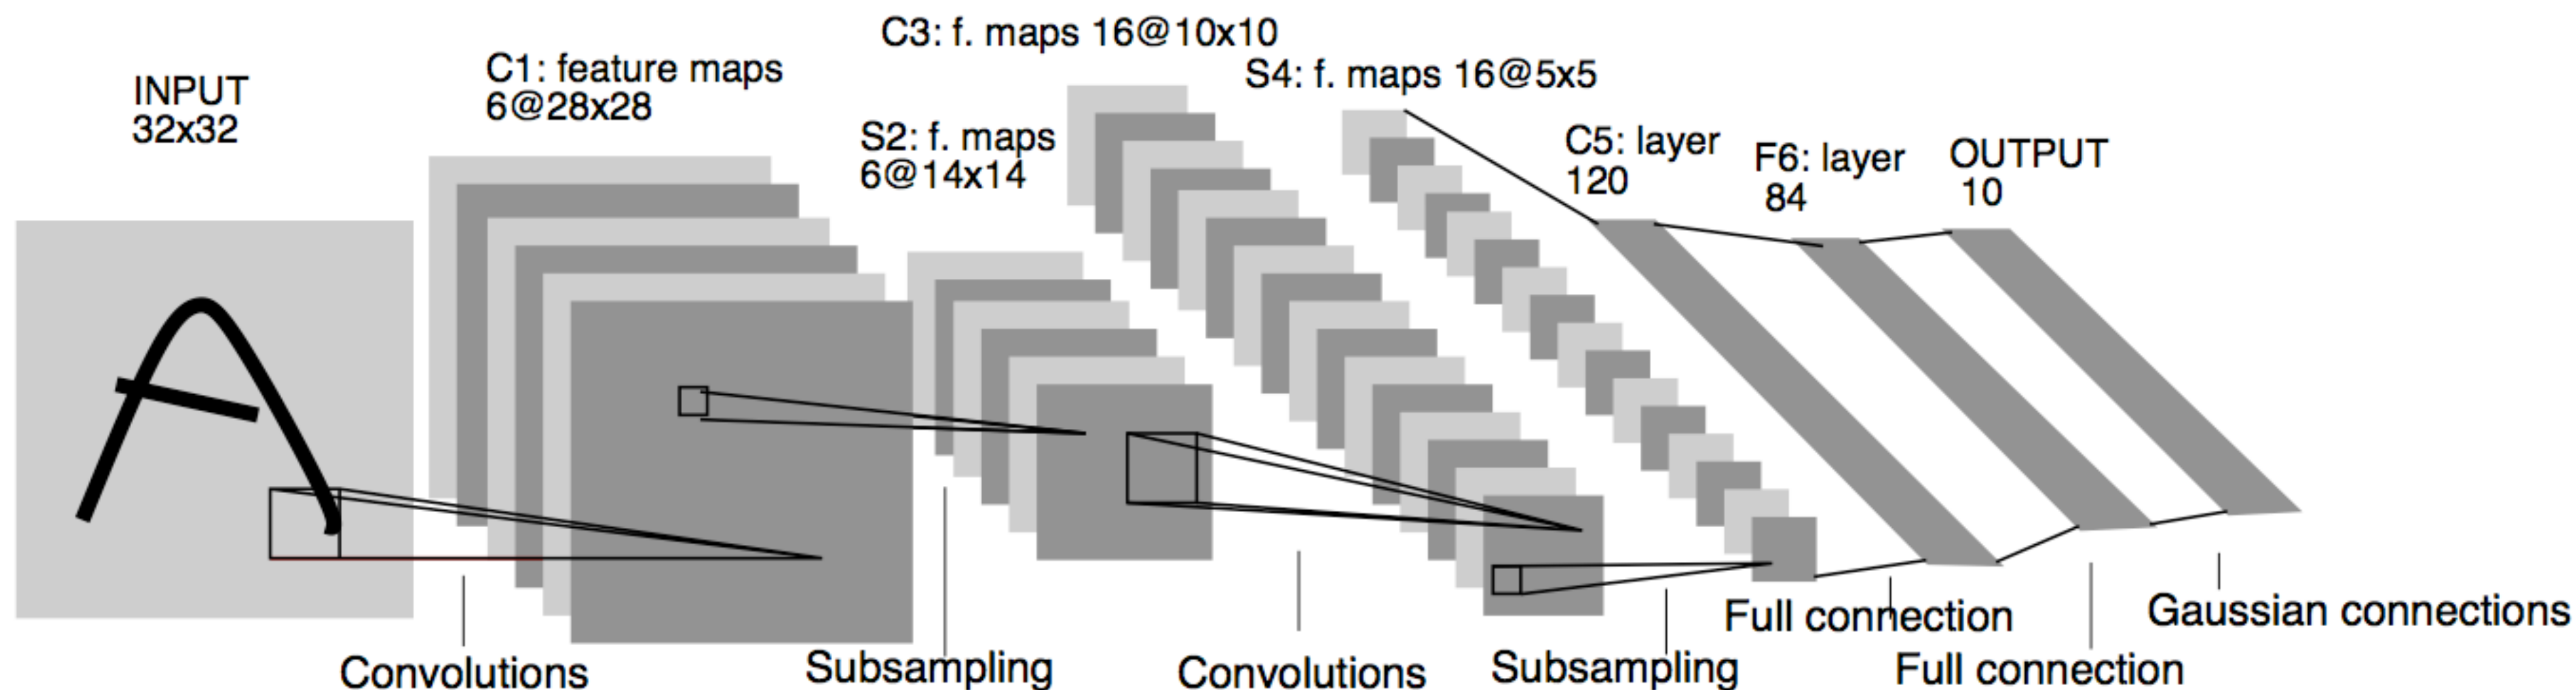 INPUT
32x32
C1: feature maps
6@28x28
S2: f. maps
6@14x14
C3: f. maps 16@10x10
S4: f. maps 16@5x5
C5: layer
120
F6: layer
84
OUTPUT
10
Convolutions
Subsampling
Convolutions
Subsampling
Full connection
Full connection
Gaussian connections
A